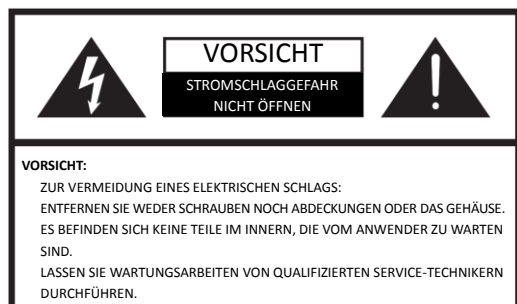 VORSICHT
STROMSCHLAGGEFAHR
NICHT ÖFFNEN
VORSICHT:
ZUR VERMEIDUNG EINES ELEKTRISCHEN SCHLAGS:
ENTFERNEN SIE WEDER SCHRAUBEN NOCH ABDECKUNGEN ODER DAS GEHÄUSE.
ES BEFINDEN SICH KEINE TEILE IM INNERN, DIE VOM ANWENDER ZU WARTEN
SIND.
LASSEN SIE WARTUNGSARBEITEN VON QUALIFIZIERTEN SERVICE-TECHNIKERN
DURCHFÜHREN.